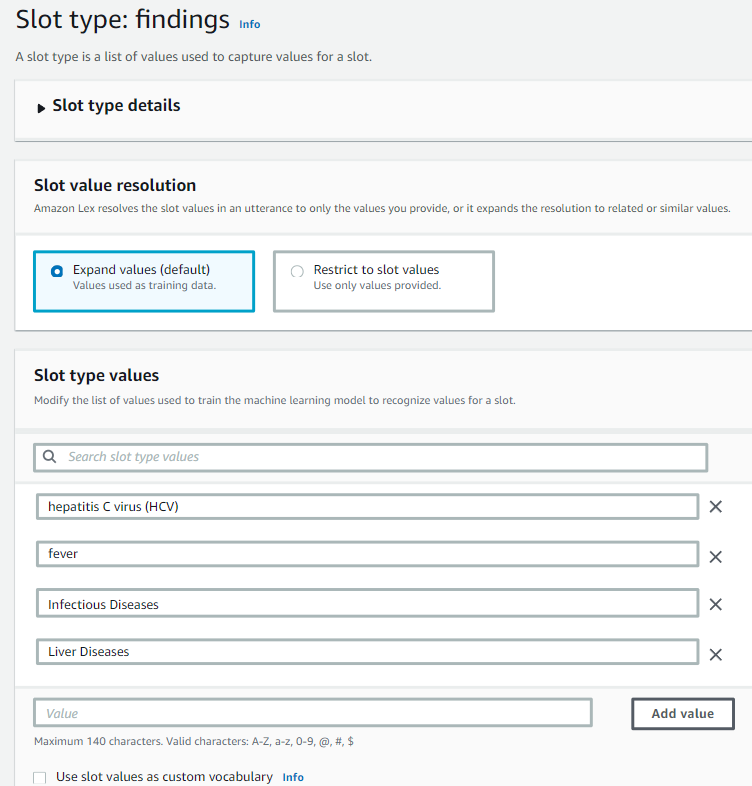 Slot type: findings Info
A slot type is a list of values used to capture values for a slot.
Slot type details
Slot value resolution
Amazon Lex resolves the slot values in an utterance to only the values you provide, or it expands the resolution to related or similar values.
Expand values (default)
Values used as training data.
Restrict to slot values
Use only values provided.
Slot type values
Modify the list of values used to train the machine learning model to recognize values for a slot.
Search slot type values
hepatitis C virus (HCV)
fever
Infectious Diseases
Liver Diseases
Value
Add value
Maximum 140 characters. Valid characters: A-Z, a-z, 0-9, @, #, $
Use slot values as custom vocabulary Info